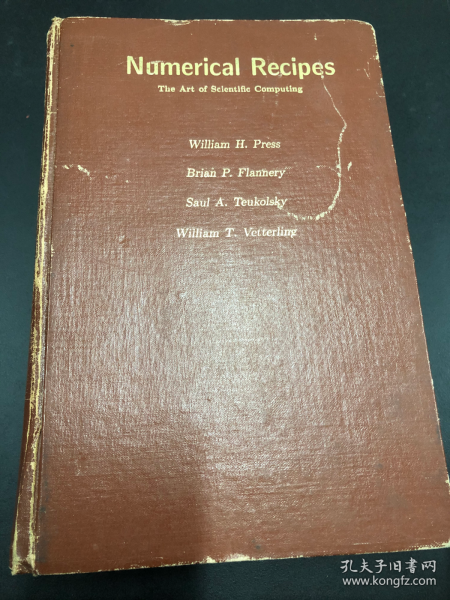 Numerical Recipes
The Art of Scientific Computing
William H. Press
Brian P. Flannery
Saul A. Teukolsky
William T. Vetterling
孔夫子旧书网
www.kongfz.com